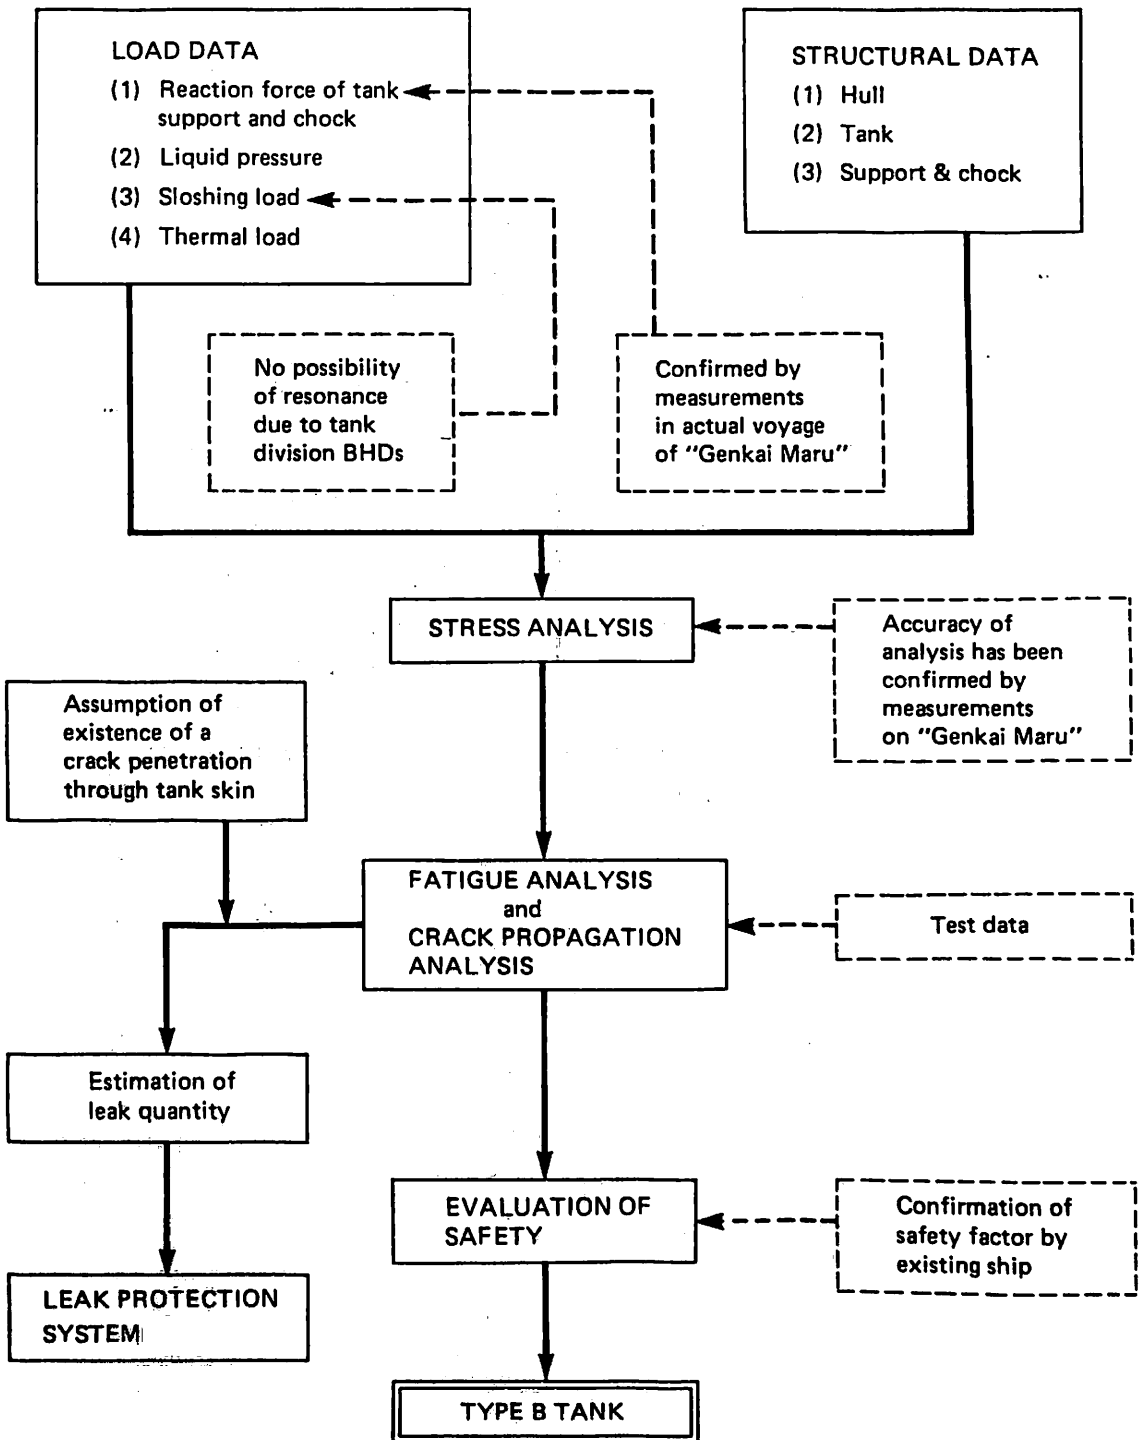 LOAD DATA
(1) Reaction force of tank
support and chock
(2) Liquid pressure
(3) Sloshing load
(4) Thermal load
STRUCTURAL DATA
(1) Hull
(2) Tank
(3) Support & chock
No possibility
of resonance
due to tank
division BHDs
Confirmed by
measurements
in actual voyage
of "Genkai Maru"
STRESS ANALYSIS
Accuracy of
analysis has been
confirmed by
measurements
on "Genkai Maru"
Assumption of
existence of a
crack penetration
through tank skin
FATIGUE ANALYSIS
and
CRACK PROPAGATION
ANALYSIS
Test data
Estimation of
leak quantity
EVALUATION OF
SAFETY
Confirmation of
safety factor by
existing ship
LEAK PROTECTION
SYSTEM
TYPE B TANK